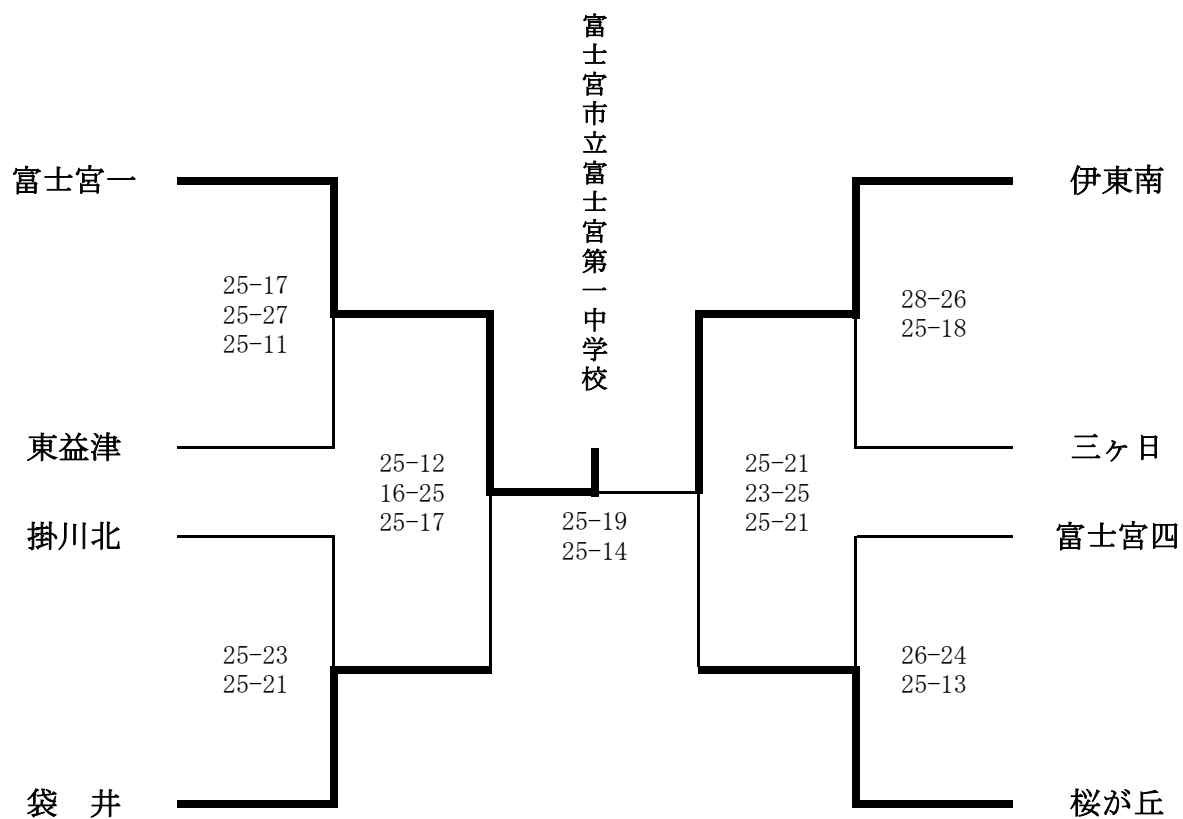 富士宮市立富士宮第一中学校
富士宮一
伊東南
25-17
25-27
25-11
28-26
25-18
東益津
三ヶ日
25-12
16-25
25-17
25-21
23-25
25-21
25-19
25-14
掛川北
富士宮四
25-23
25-21
26-24
25-13
袋　井
桜が丘